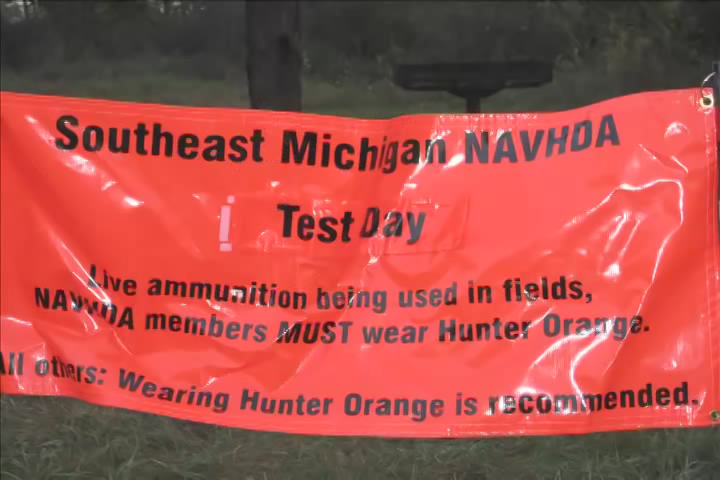 Southeast Michigan NAVHDA
Test Day
Live ammunition being used in fields,
NAVHDA members MUST wear Hunter Orange.
All others: Wearing Hunter Orange is recommended.